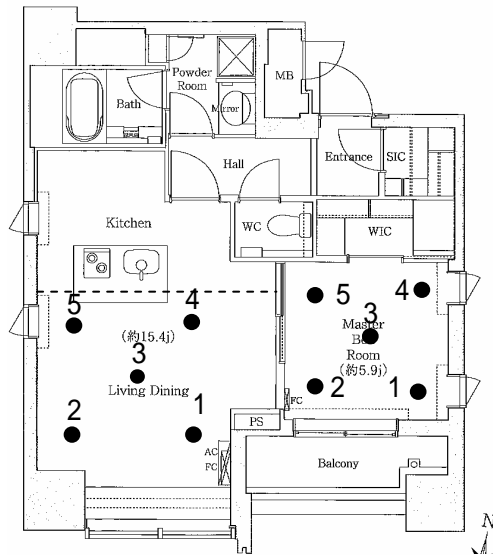 Powder
Room
MB
Bath
Mirror
Hall
Entrance
SIC
Kitchen
WC
WIC
5
4
(約15.4j)
3
Living Dining
2
1
5
4
3
Master
Bed
Room
(約5.9j)
2
1
FC
PS
AC
FC
Balcony
N